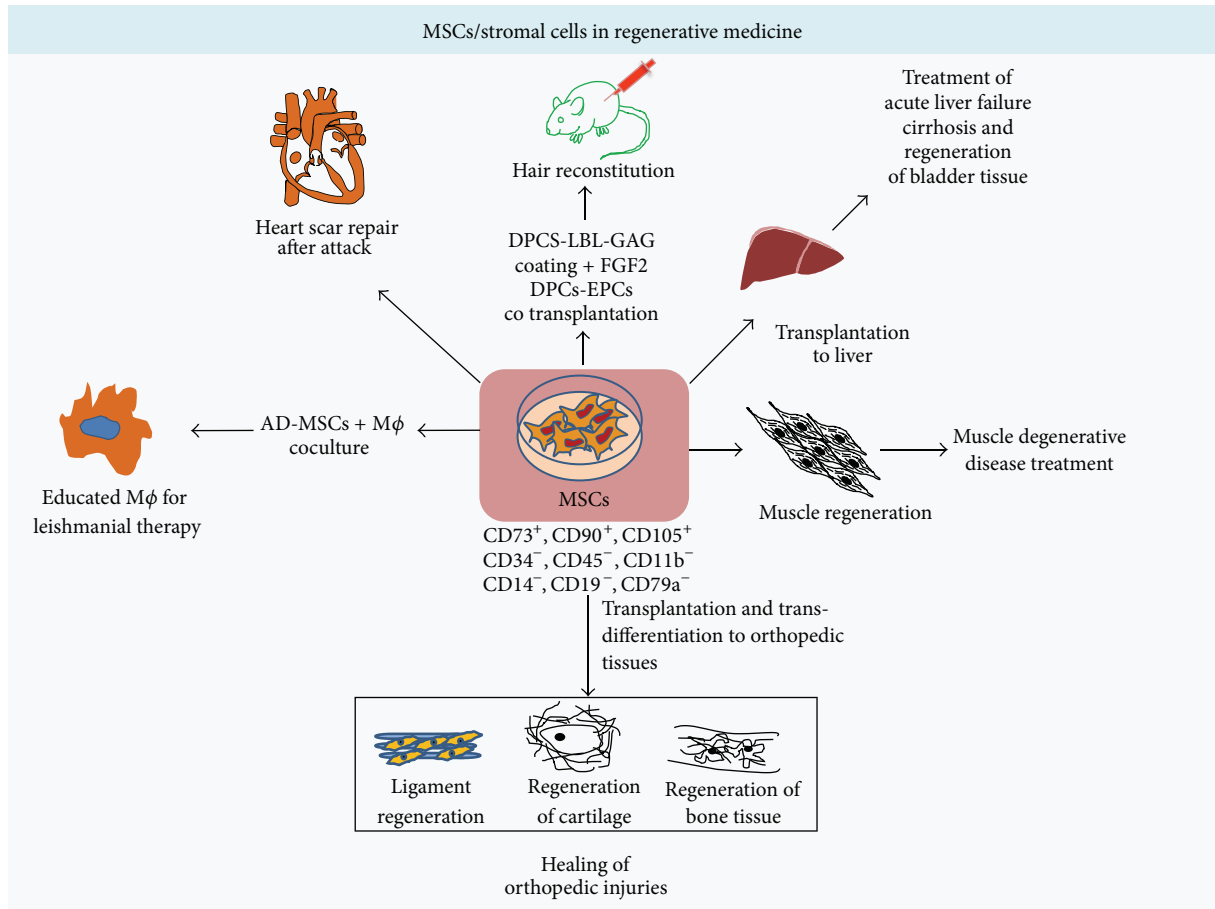 MSCs/stromal cells in regenerative medicine
Heart scar repair
after attack
Hair reconstitution
DPCS-LBL-GAG
coating + FGF2
DPCs-EPCs
co transplantation
Treatment of
acute liver failure
cirrhosis and
regeneration
of bladder tissue
Transplantation
to liver
AD-MSCs + Mϕ
coculture
Educated Mϕ for
leishmanial therapy
MSCs
CD73⁺, CD90⁺, CD105⁺
CD34⁻, CD45⁻, CD11b⁻
CD14⁻, CD19⁻, CD79a⁻
Muscle regeneration
Muscle degenerative
disease treatment
Transplantation and trans-
differentiation to orthopedic
tissues
Ligament
regeneration
Regeneration
of cartilage
Regeneration of
bone tissue
Healing of
orthopedic injuries